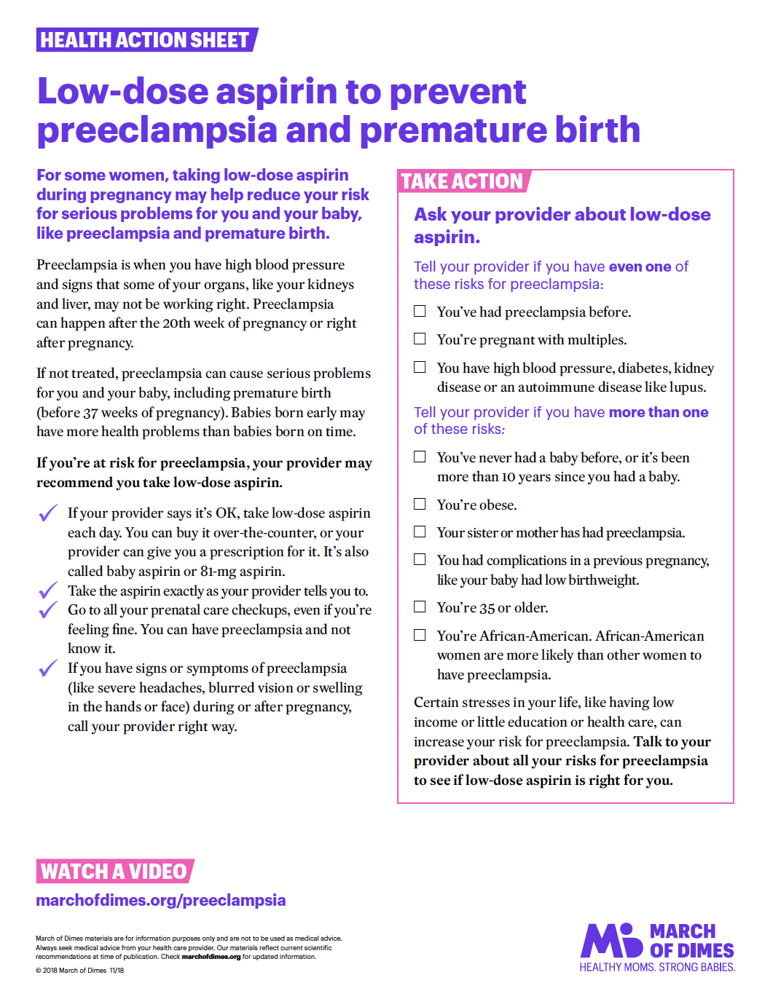 HEALTH ACTION SHEET
Low-dose aspirin to prevent
preeclampsia and premature birth
For some women, taking low-dose aspirin
during pregnancy may help reduce your risk
for serious problems for you and your baby,
like preeclampsia and premature birth.
Preeclampsia is when you have high blood pressure
and signs that some of your organs, like your kidneys
and liver, may not be working right. Preeclampsia
can happen after the 20th week of pregnancy or right
after pregnancy.
If not treated, preeclampsia can cause serious problems
for you and your baby, including premature birth
(before 37 weeks of pregnancy). Babies born early may
have more health problems than babies born on time.
If you’re at risk for preeclampsia, your provider may
recommend you take low-dose aspirin.
If your provider says it’s OK, take low-dose aspirin
each day. You can buy it over-the-counter, or your
provider can give you a prescription for it. It’s also
called baby aspirin or 81-mg aspirin.
Take the aspirin exactly as your provider tells you to.
Go to all your prenatal care checkups, even if you’re
feeling fine. You can have preeclampsia and not
know it.
If you have signs or symptoms of preeclampsia
(like severe headaches, blurred vision or swelling
in the hands or face) during or after pregnancy,
call your provider right way.
TAKE ACTION
Ask your provider about low-dose
aspirin.
Tell your provider if you have even one of
these risks for preeclampsia:
You’ve had preeclampsia before.
You’re pregnant with multiples.
You have high blood pressure, diabetes, kidney
disease or an autoimmune disease like lupus.
Tell your provider if you have more than one
of these risks:
You’ve never had a baby before, or it’s been
more than 10 years since you had a baby.
You’re obese.
Your sister or mother has had preeclampsia.
You had complications in a previous pregnancy,
like your baby had low birthweight.
You’re 35 or older.
You’re African-American. African-American
women are more likely than other women to
have preeclampsia.
Certain stresses in your life, like having low
income or little education or health care, can
increase your risk for preeclampsia. Talk to your
provider about all your risks for preeclampsia
to see if low-dose aspirin is right for you.
WATCH A VIDEO
marchofdimes.org/preeclampsia
March of Dimes materials are for information purposes only and are not to be used as medical advice.
Always seek medical advice from your health care provider. Our materials reflect current scientific
recommendations at time of publication. Check marchofdimes.org for updated information.
© 2018 March of Dimes 11/18
MARCH
OF DIMES
HEALTHY MOMS. STRONG BABIES.